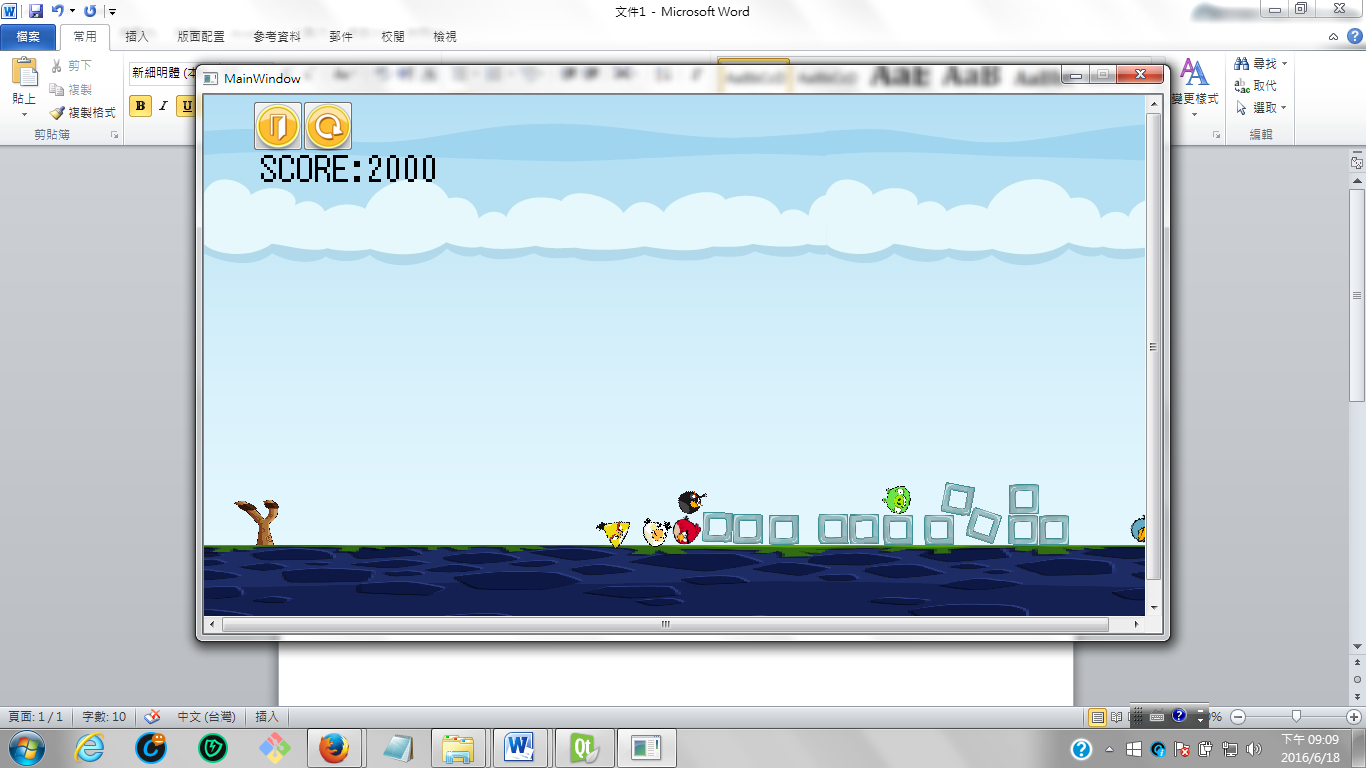 文件1 - Microsoft Word
檔案 常用 插入 版面配置 參考資料 郵件 校閱 檢視
剪下
複製
複製格式
貼上
剪貼簿
新細明體 (本
B I U
變更樣式
尋找
取代
選取
編輯
MainWindow
SCORE:2000
頁面: 1 / 1 字數: 10 中文 (台灣) 插入
0%
下午 09:09
2016/6/18